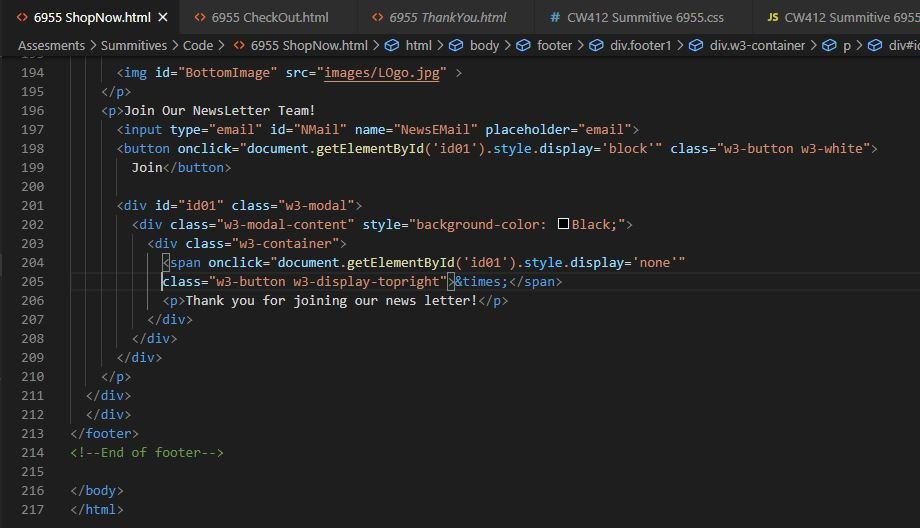 6955 ShopNow.html
6955 CheckOut.html
6955 ThankYou.html
# CW412 Summitive 6955.css
JS CW412 Summitive 6955
Assesments > Summitives > Code > 6955 ShopNow.html > html > body > footer > div.footer1 > div.w3-container > p > div#id
194 <img id="BottomImage" src="images/LOgo.jpg" >
195 </p>
196 <p>Join Our NewsLetter Team!
197 <input type="email" id="NMail" name="NewsEMail" placeholder="email">
198 <button onclick="document.getElementById('id01').style.display='block'" class="w3-button w3-white">
199 Join</button>
200
201 <div id="id01" class="w3-modal">
202 <div class="w3-modal-content" style="background-color: Black;">
203 <div class="w3-container">
204 <span onclick="document.getElementById('id01').style.display='none'"
205 class="w3-button w3-display-topright">&times;</span>
206 <p>Thank you for joining our news letter!</p>
207 </div>
208 </div>
209 </div>
210 </p>
211 </div>
212 </div>
213 </footer>
214 <!--End of footer-->
215
216 </body>
217 </html>